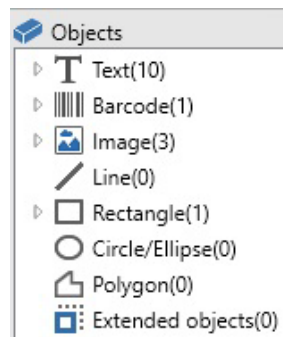 Objects
Text(10)
Barcode(1)
Image(3)
Line(0)
Rectangle(1)
Circle/Ellipse(0)
Polygon(0)
Extended objects(0)